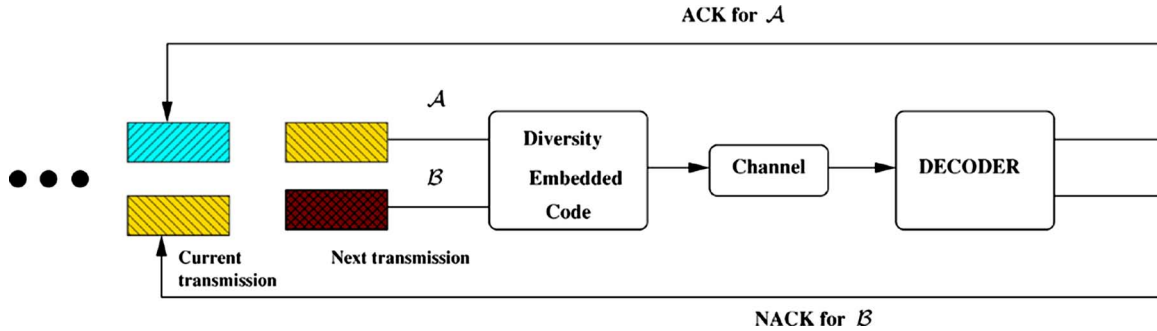 ACK for 𝒜
𝒜
Diversity
Embedded
Code
Channel
DECODER
ℬ
Current
transmission
Next transmission
NACK for ℬ